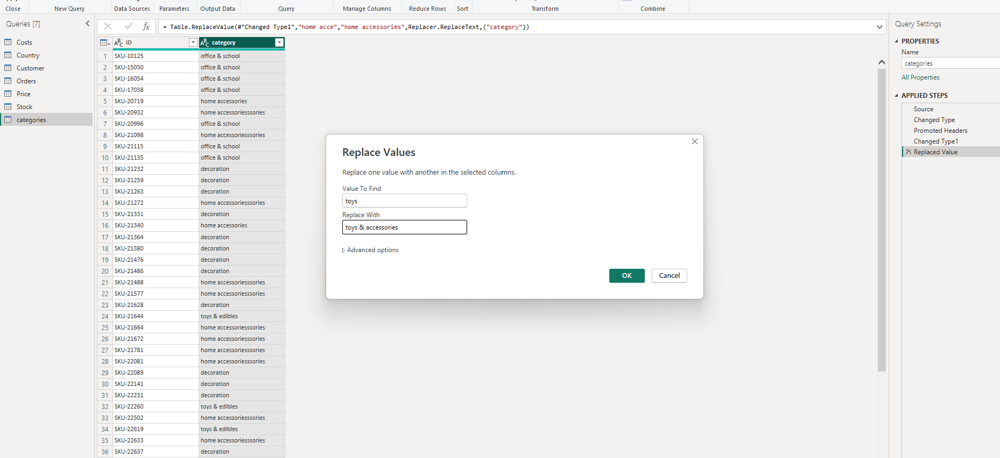 Close
New Query
Data Sources
Parameters
Output Data
Query
Manage Columns
Reduce Rows
Sort
Transform
Combine
Queries [7]
Costs
Country
Customer
Orders
Price
Stock
categories
fx
= Table.ReplaceValue(#"Changed Type1","home acce","home accessories",Replacer.ReplaceText,{"category"})
ABC ID
ABC category
1 SKU-10125 office & school
2 SKU-15030 office & school
3 SKU-16054 office & school
4 SKU-17038 office & school
5 SKU-20719 home accessories
6 SKU-20932 home accessoriesssories
7 SKU-20996 office & school
8 SKU-21098 home accessoriesssories
9 SKU-21115 office & school
10 SKU-21135 office & school
11 SKU-21232 decoration
12 SKU-21259 decoration
13 SKU-21263 decoration
14 SKU-21272 home accessoriesssories
15 SKU-21331 decoration
16 SKU-21340 home accessories
17 SKU-21364 decoration
18 SKU-21380 decoration
19 SKU-21476 decoration
20 SKU-21486 decoration
21 SKU-21488 home accessoriesssories
22 SKU-21577 home accessoriesssories
23 SKU-21628 decoration
24 SKU-21644 toys & edibles
25 SKU-21664 home accessoriesssories
26 SKU-21672 home accessoriesssories
27 SKU-21781 home accessoriesssories
28 SKU-22081 home accessoriesssories
29 SKU-22089 decoration
30 SKU-22141 decoration
31 SKU-22231 decoration
32 SKU-22260 toys & edibles
33 SKU-22502 home accessoriesssories
34 SKU-22619 toys & edibles
35 SKU-22633 home accessoriesssories
36 SKU-22637 decoration
Replace Values
Replace one value with another in the selected columns.
Value To Find
toys
Replace With
toys & accessories
Advanced options
OK
Cancel
Query Settings
PROPERTIES
Name
categories
All Properties
APPLIED STEPS
Source
Changed Type
Promoted Headers
Changed Type1
Replaced Value